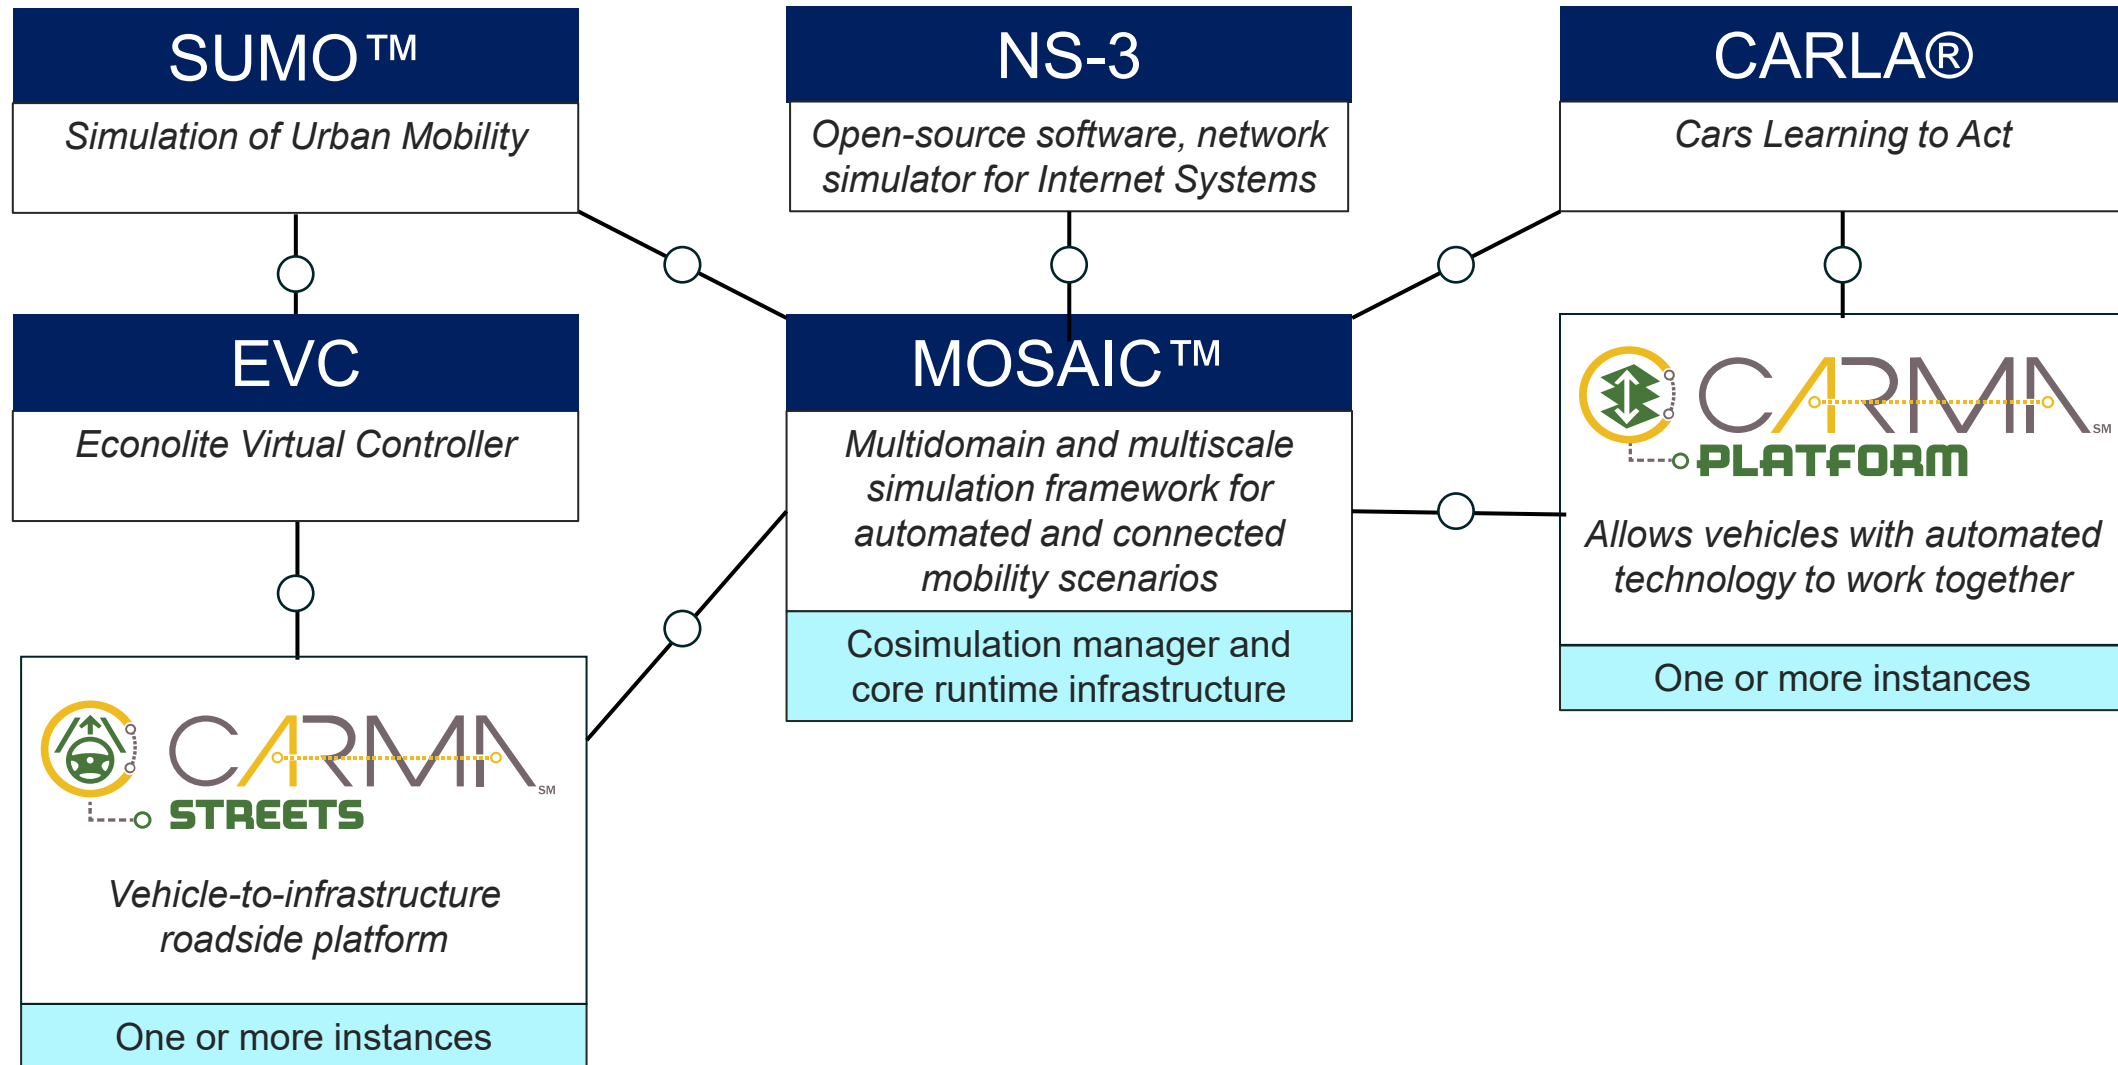 SUMO™
Simulation of Urban Mobility
NS-3
Open-source software, network
simulator for Internet Systems
CARLA®
Cars Learning to Act
EVC
Econolite Virtual Controller
MOSAIC™
Multidomain and multiscale
simulation framework for
automated and connected
mobility scenarios
Cosimulation manager and
core runtime infrastructure
CARMA SM
PLATFORM
Allows vehicles with automated
technology to work together
One or more instances
CARMA SM
STREETS
Vehicle-to-infrastructure
roadside platform
One or more instances